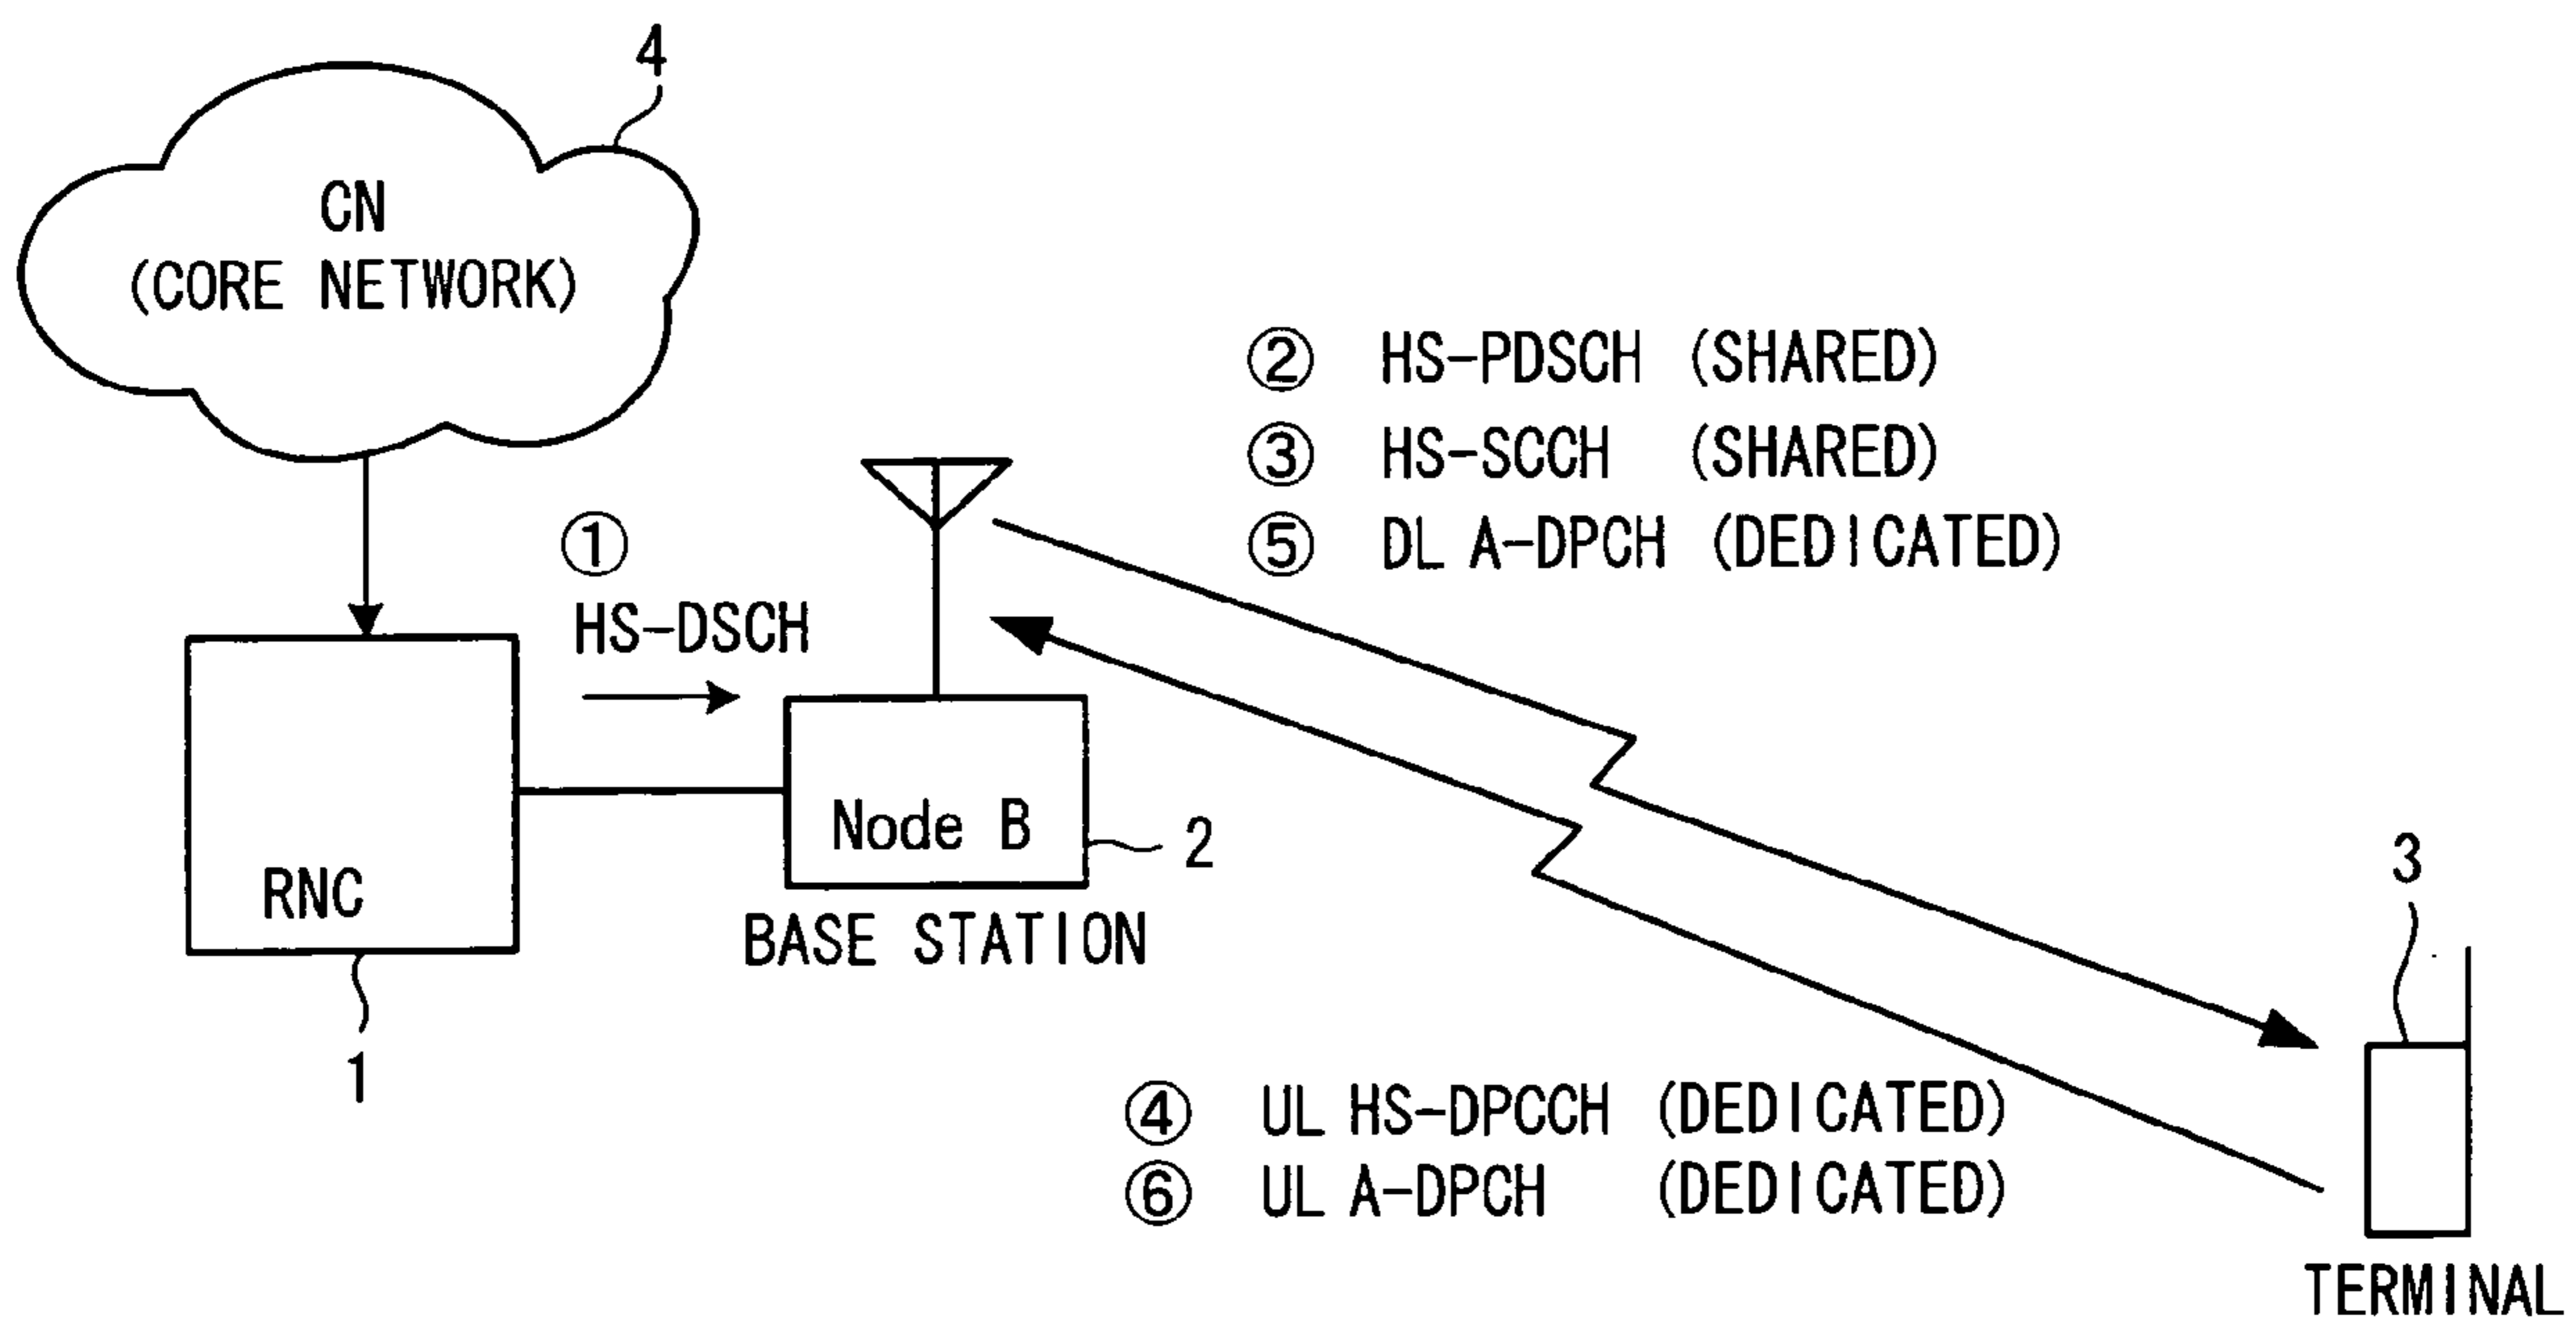 4
CN
(CORE NETWORK)
② HS-PDSCH (SHARED)
③ HS-SCCH (SHARED)
⑤ DL A-DPCH (DEDICATED)
①
HS-DSCH
RNC
1
Node B
2
BASE STATION
3
④ UL HS-DPCCH (DEDICATED)
⑥ UL A-DPCH (DEDICATED)
TERMINAL